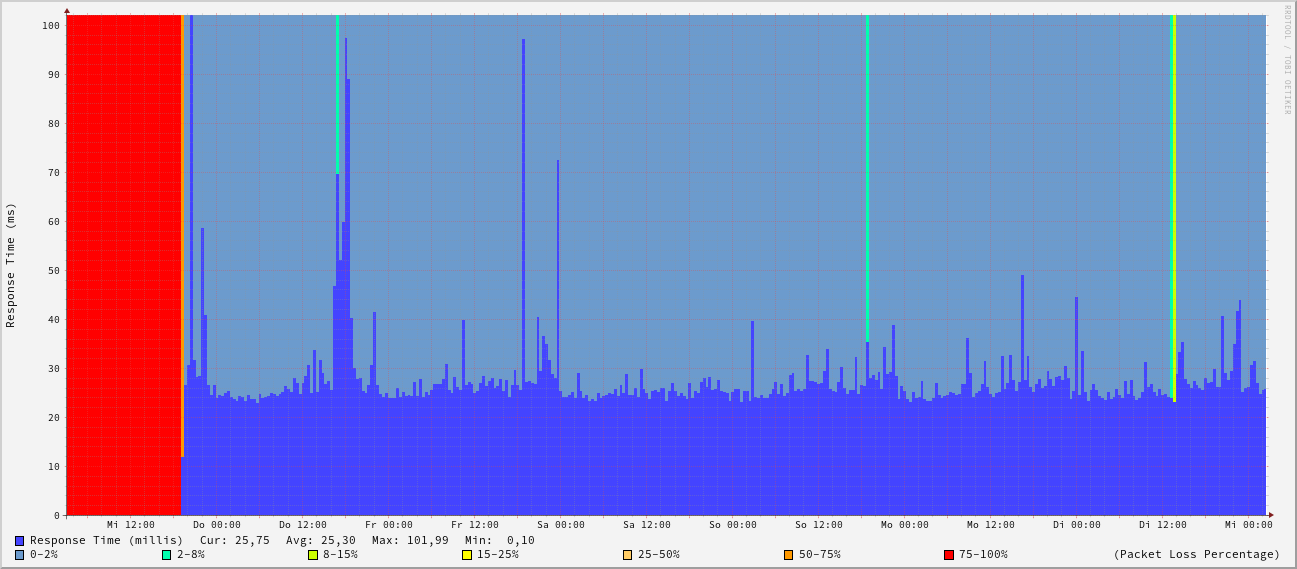 RRDTOOL / TOBI OETIKER
Response Time (ms)
100
90
80
70
60
50
40
30
20
10
0
Mi 12:00 Do 00:00 Do 12:00 Fr 00:00 Fr 12:00 Sa 00:00 Sa 12:00 So 00:00 So 12:00 Mo 00:00 Mo 12:00 Di 00:00 Di 12:00 Mi 00:00
Response Time (millis) Cur: 25,75 Avg: 25,30 Max: 101,99 Min: 0,10
0-2% 2-8% 8-15% 15-25% 25-50% 50-75% 75-100% (Packet Loss Percentage)